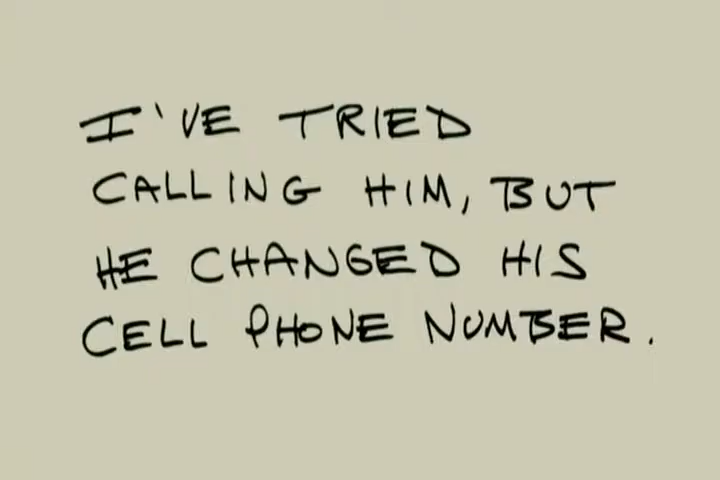 I'VE TRIED
CALLING HIM, BUT
HE CHANGED HIS
CELL PHONE NUMBER.